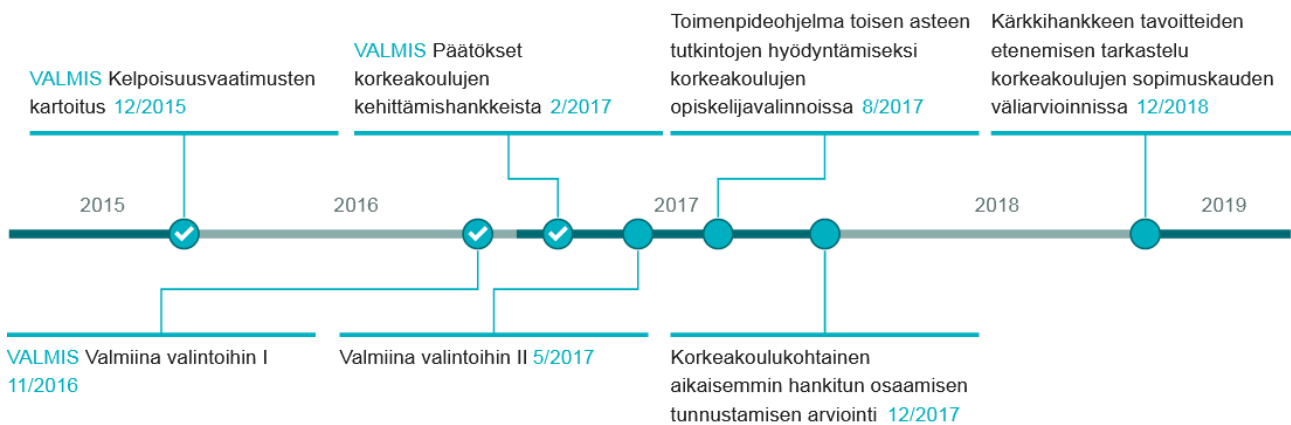 VALMIS Kelpoisuusvaatimusten
kartoitus 12/2015
VALMIS Päätökset
korkeakoulujen
kehittämishankkeista 2/2017
Toimenpideohjelma toisen asteen
tutkintojen hyödyntämiseksi
korkeakoulujen
opiskelijavalinnoissa 8/2017
Kärkkihankkeen tavoitteiden
etenemisen tarkastelu
korkeakoulujen sopimuskauden
väliarvioinnissa 12/2018
2015
2016
2017
2018
2019
VALMIS Valmiina valintoihin I
11/2016
Valmiina valintoihin II 5/2017
Korkeakoulukohtainen
aikaisemmin hankitun osaamisen
tunnustamisen arviointi 12/2017